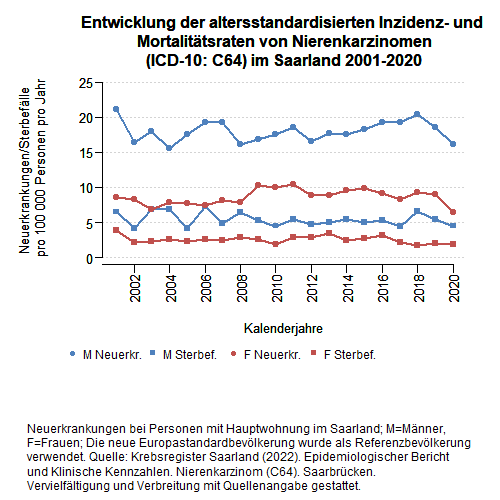 Entwicklung der altersstandardisierten Inzidenz- und
Mortalitätsraten von Nierenkarzinomen
(ICD-10: C64) im Saarland 2001-2020
Neuerkrankungen/Sterbefälle
pro 100 000 Personen pro Jahr
25
20
15
10
5
0
2002
2004
2006
2008
2010
2012
2014
2016
2018
2020
Kalenderjahre
M Neuerkr. M Sterbef. F Neuerkr. F Sterbef.
Neuerkrankungen bei Personen mit Hauptwohnung im Saarland; M=Männer,
F=Frauen; Die neue Europastandardbevölkerung wurde als Referenzbevölkerung
verwendet. Quelle: Krebsregister Saarland (2022). Epidemiologischer Bericht
und Klinische Kennzahlen. Nierenkarzinom (C64). Saarbrücken.
Vervielfältigung und Verbreitung mit Quellenangabe gestattet.